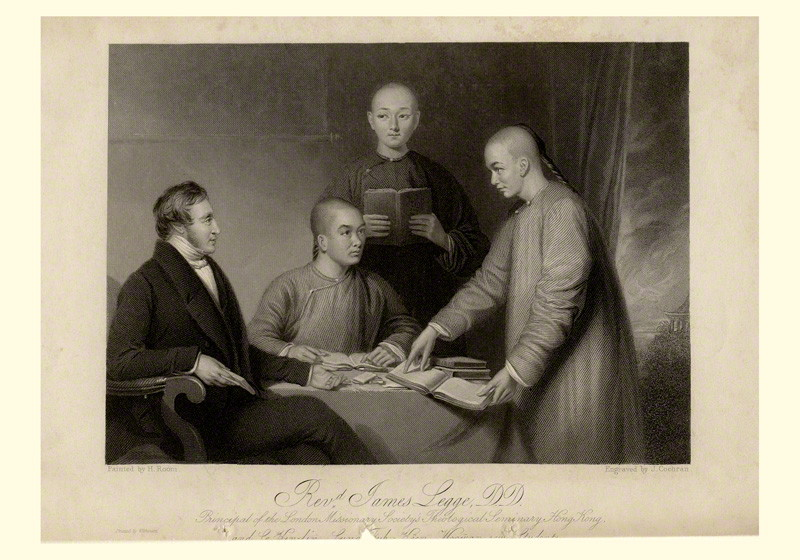 Painted by H. Room.
Engraved by J. Cochran
Revd. James Legge, D.D.
Principal of the London Missionary Society's Theological Seminary, Hong Kong,